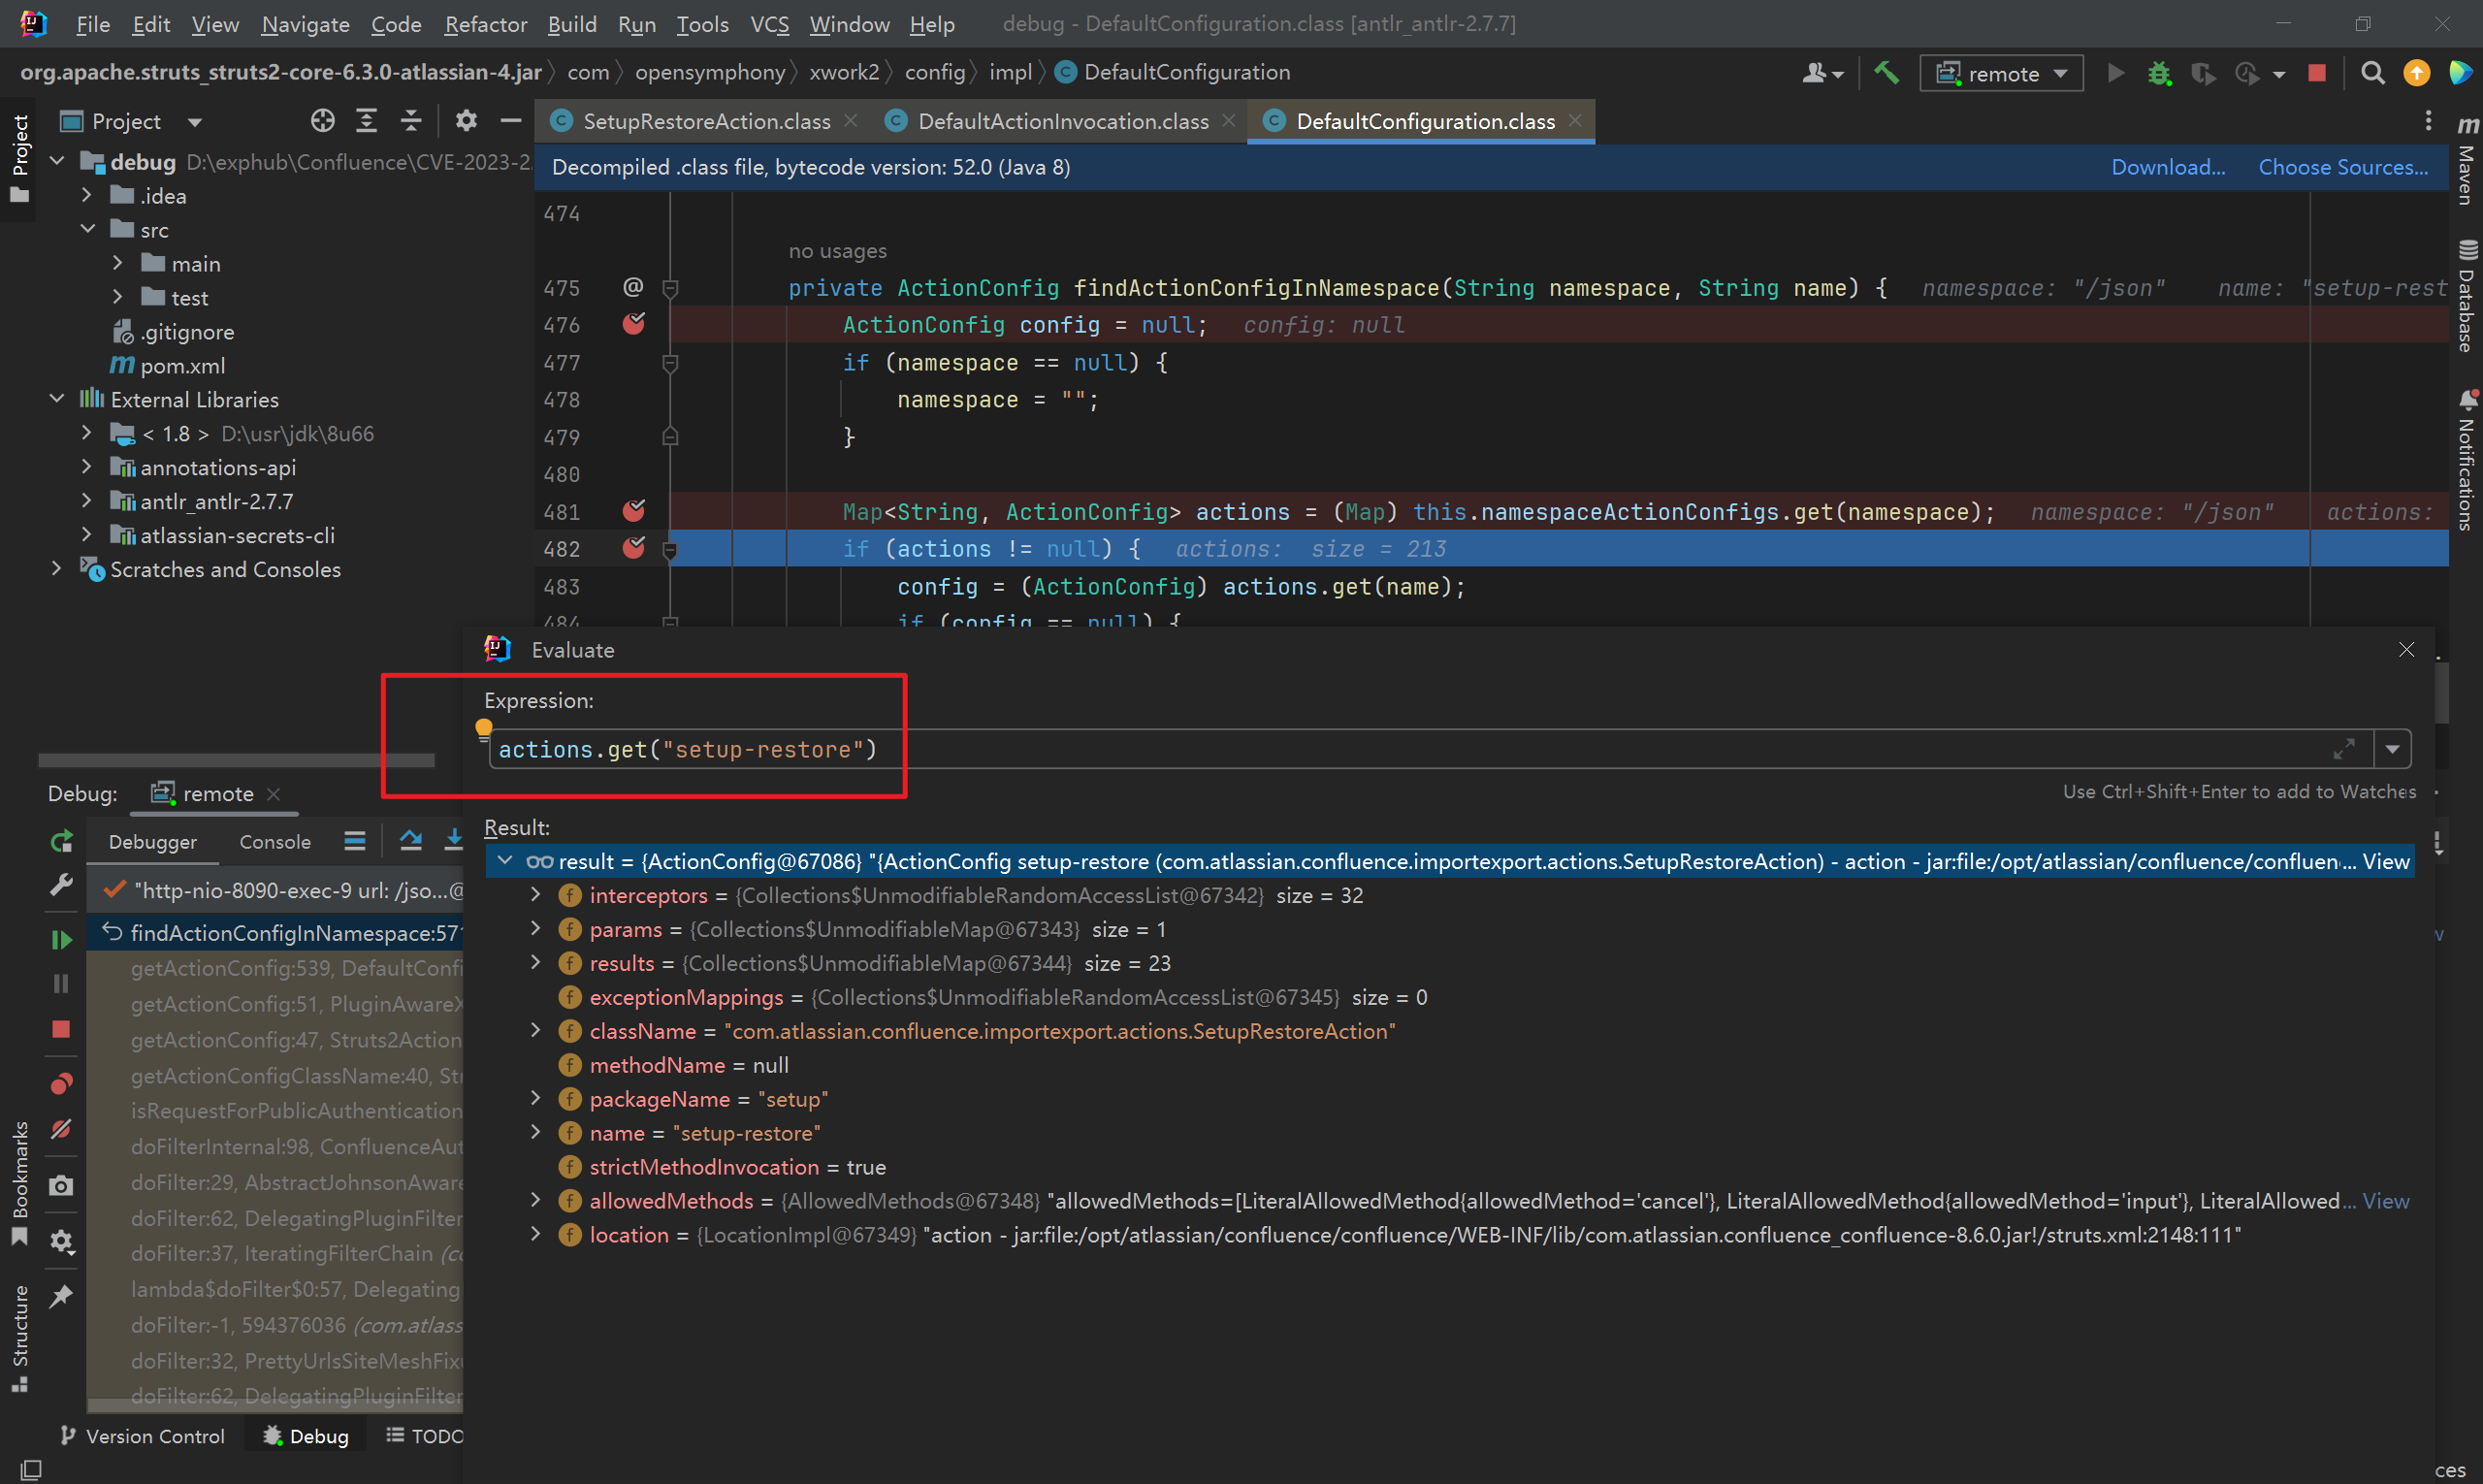 File Edit View Navigate Code Refactor Build Run Tools VCS Window Help debug - DefaultConfiguration.class [antlr_antlr-2.7.7]
org.apache.struts_struts2-core-6.3.0-atlassian-4.jar com opensymphony xwork2 config impl DefaultConfiguration remote
Project SetupRestoreAction.class DefaultActionInvocation.class DefaultConfiguration.class
Project
Maven
Database
Notifications
debug D:\exphub\Confluence\CVE-2023-2
.idea
src
main
test
.gitignore
pom.xml
External Libraries
< 1.8 > D:\usr\jdk\8u66
annotations-api
antlr_antlr-2.7.7
atlassian-secrets-cli
Scratches and Consoles
Decompiled .class file, bytecode version: 52.0 (Java 8) Download... Choose Sources...
474
no usages
475 @ private ActionConfig findActionConfigInNamespace(String namespace, String name) { namespace: "/json" name: "setup-rest
476 ActionConfig config = null; config: null
477 if (namespace == null) {
478 namespace = "";
479 }
480
481 Map<String, ActionConfig> actions = (Map) this.namespaceActionConfigs.get(namespace); namespace: "/json" actions:
482 if (actions != null) { actions: size = 213
483 config = (ActionConfig) actions.get(name);
484 if (config == null) {
Evaluate
Expression:
actions.get("setup-restore")
Use Ctrl+Shift+Enter to add to Watches
Result:
result = {ActionConfig@67086} "{ActionConfig setup-restore (com.atlassian.confluence.importexport.actions.SetupRestoreAction) - action - jar:file:/opt/atlassian/confluence/confluen... View
interceptors = {Collections$UnmodifiableRandomAccessList@67342} size = 32
params = {Collections$UnmodifiableMap@67343} size = 1
results = {Collections$UnmodifiableMap@67344} size = 23
exceptionMappings = {Collections$UnmodifiableRandomAccessList@67345} size = 0
className = "com.atlassian.confluence.importexport.actions.SetupRestoreAction"
methodName = null
packageName = "setup"
name = "setup-restore"
strictMethodInvocation = true
allowedMethods = {AllowedMethods@67348} "allowedMethods=[LiteralAllowedMethod{allowedMethod='cancel'}, LiteralAllowedMethod{allowedMethod='input'}, LiteralAllowed... View
location = {LocationImpl@67349} "action - jar:file:/opt/atlassian/confluence/confluence/WEB-INF/lib/com.atlassian.confluence_confluence-8.6.0.jar!/struts.xml:2148:111"
Debug: remote
Debugger Console
"http-nio-8090-exec-9 url: /jso...@
findActionConfigInNamespace:571
getActionConfig:539, DefaultConfi
getActionConfig:51, PluginAwareX
getActionConfig:47, Struts2Action
getActionConfigClassName:40, Str
isRequestForPublicAuthentication
doFilterInternal:98, ConfluenceAut
doFilter:29, AbstractJohnsonAware
doFilter:62, DelegatingPluginFilter
doFilter:37, IteratingFilterChain (co
lambda$doFilter$0:57, Delegating
doFilter:-1, 594376036 (com.atlass
doFilter:32, PrettyUrlsSiteMeshFixu
doFilter:62, DelegatingPluginFilter
Bookmarks
Structure
Version Control Debug TODO
ces